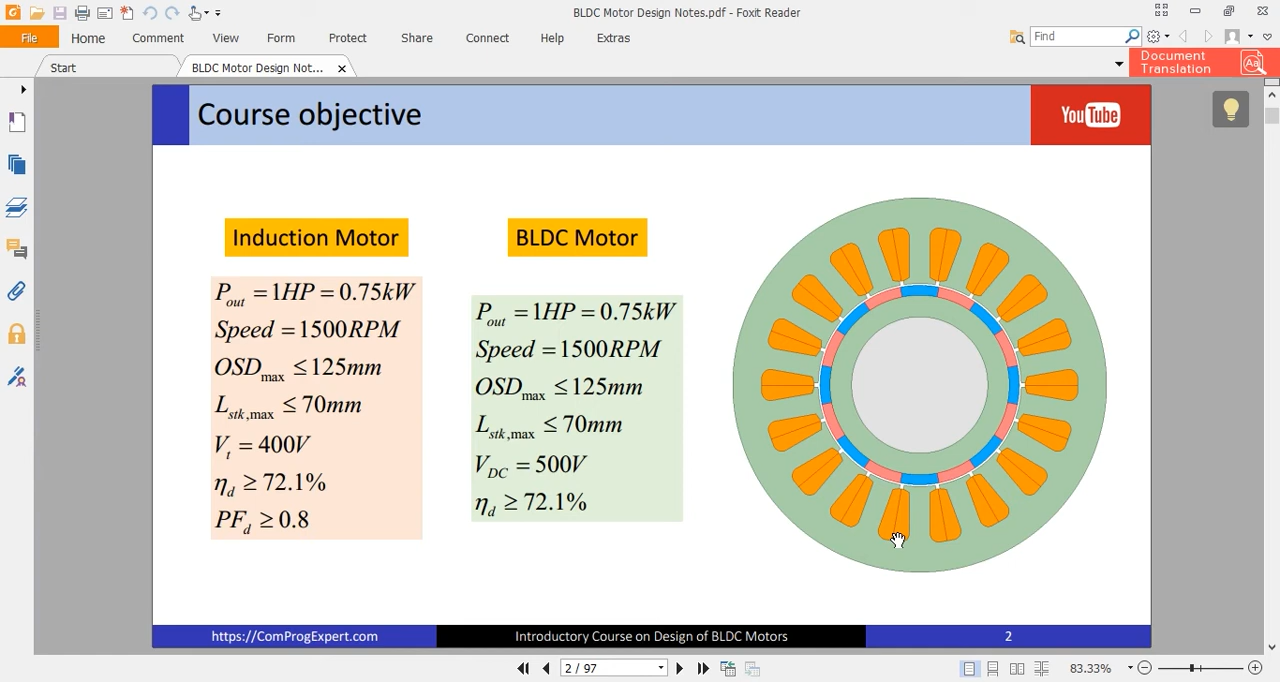 BLDC Motor Design Notes.pdf - Foxit Reader
File Home Comment View Form Protect Share Connect Help Extras
Find
Start
BLDC Motor Design Not...
Document
Translation
Aa
Course objective
YouTube
Induction Motor
P_out = 1HP = 0.75kW
Speed = 1500RPM
OSD_max ≤ 125mm
L_stk,max ≤ 70mm
V_t = 400V
η_d ≥ 72.1%
PF_d ≥ 0.8
BLDC Motor
P_out = 1HP = 0.75kW
Speed = 1500RPM
OSD_max ≤ 125mm
L_stk,max ≤ 70mm
V_DC = 500V
η_d ≥ 72.1%
https://ComProgExpert.com
Introductory Course on Design of BLDC Motors
2
2 / 97
83.33%